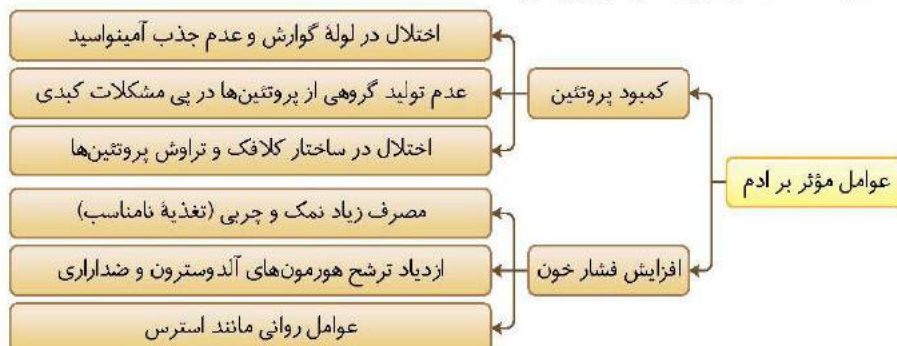 عوامل مؤثر بر ادم
کمبود پروتئین
اختلال در لولهٔ گوارش و عدم جذب آمینواسید
عدم تولید گروهی از پروتئین‌ها در پی مشکلات کبدی
اختلال در ساختار کلافک و تراوش پروتئین‌ها
افزایش فشار خون
مصرف زیاد نمک و چربی (تغذیهٔ نامناسب)
ازدیاد ترشح هورمون‌های آلدوسترون و ضداراری
عوامل روانی مانند استرس